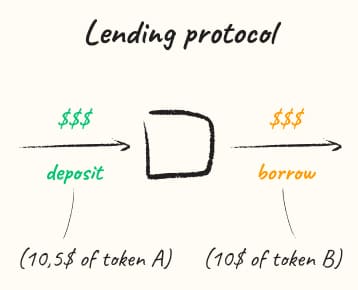 Lending protocol
$$$ $$$
deposit borrow
(10,5$ of token A) (10$ of token B)